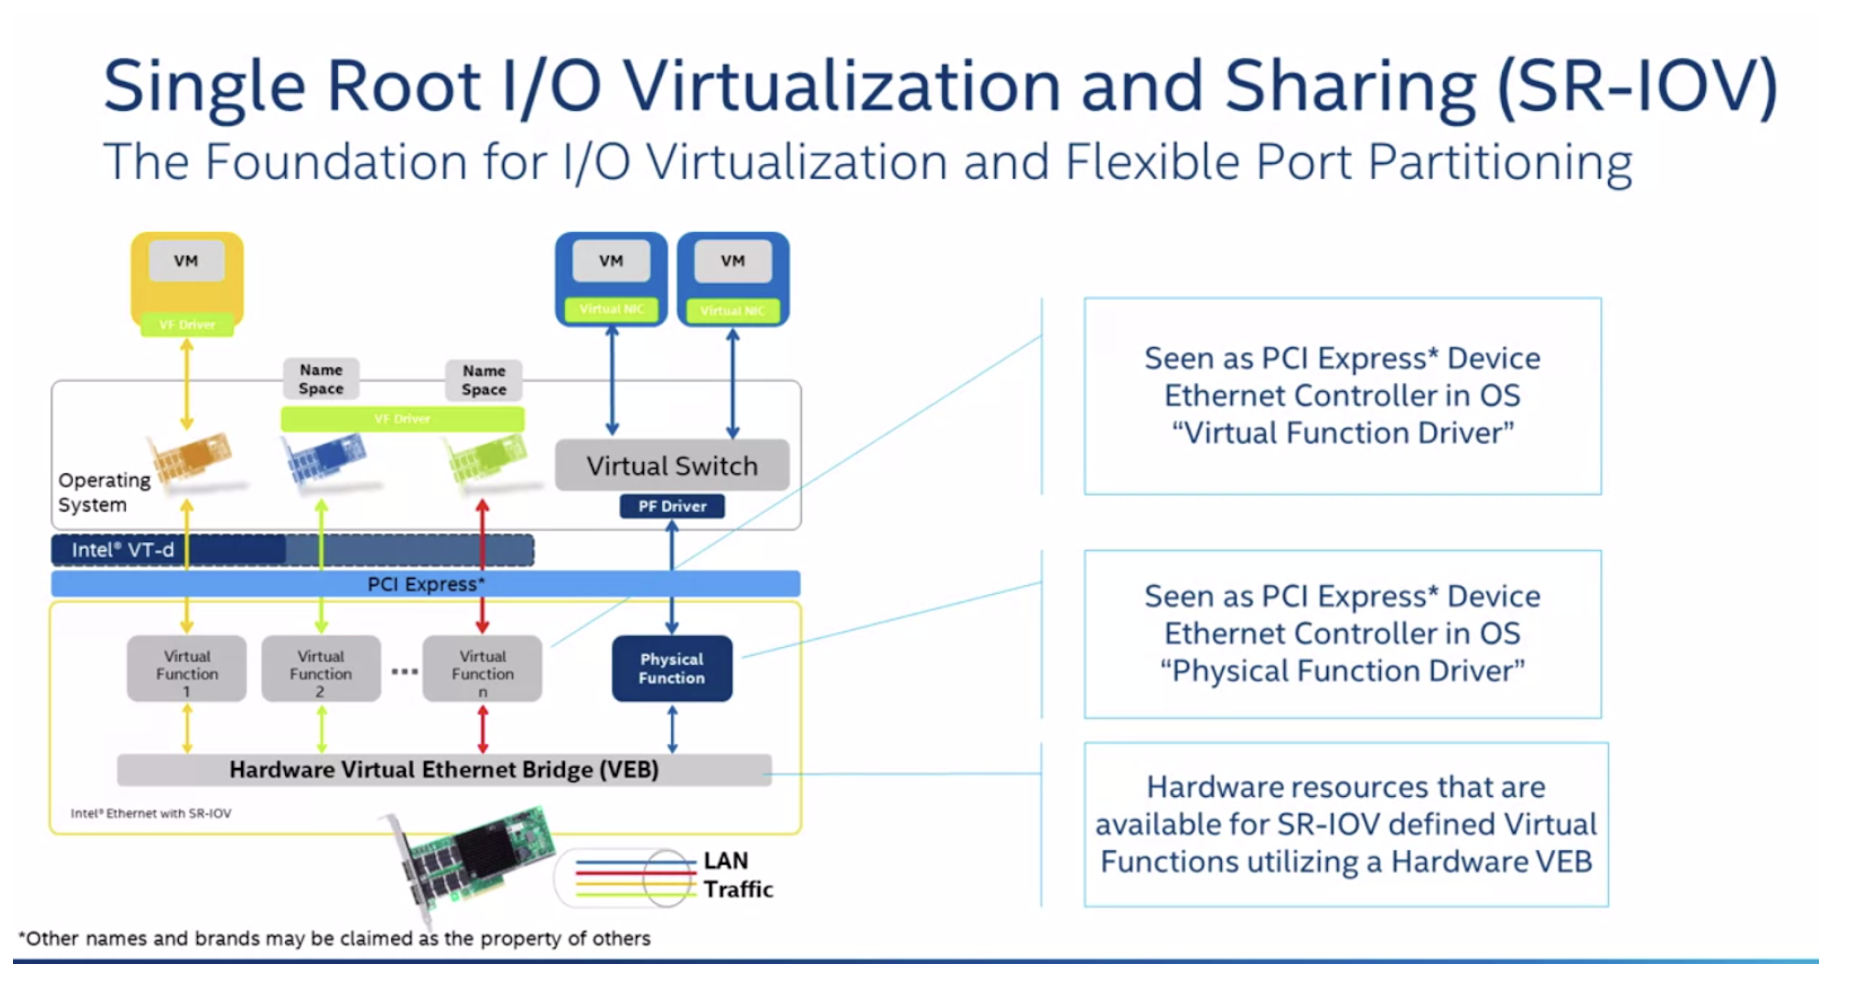 Single Root I/O Virtualization and Sharing (SR-IOV)
The Foundation for I/O Virtualization and Flexible Port Partitioning
VM
VF Driver
VM
Virtual NIC
VM
Virtual NIC
Name
Space
Name
Space
VF Driver
Operating
System
Virtual Switch
PF Driver
Intel® VT-d
PCI Express*
Virtual
Function
1
Virtual
Function
2
...
Virtual
Function
n
Physical
Function
Hardware Virtual Ethernet Bridge (VEB)
Intel® Ethernet with SR-IOV
LAN
Traffic
Seen as PCI Express* Device
Ethernet Controller in OS
“Virtual Function Driver”
Seen as PCI Express* Device
Ethernet Controller in OS
“Physical Function Driver”
Hardware resources that are
available for SR-IOV defined Virtual
Functions utilizing a Hardware VEB
*Other names and brands may be claimed as the property of others